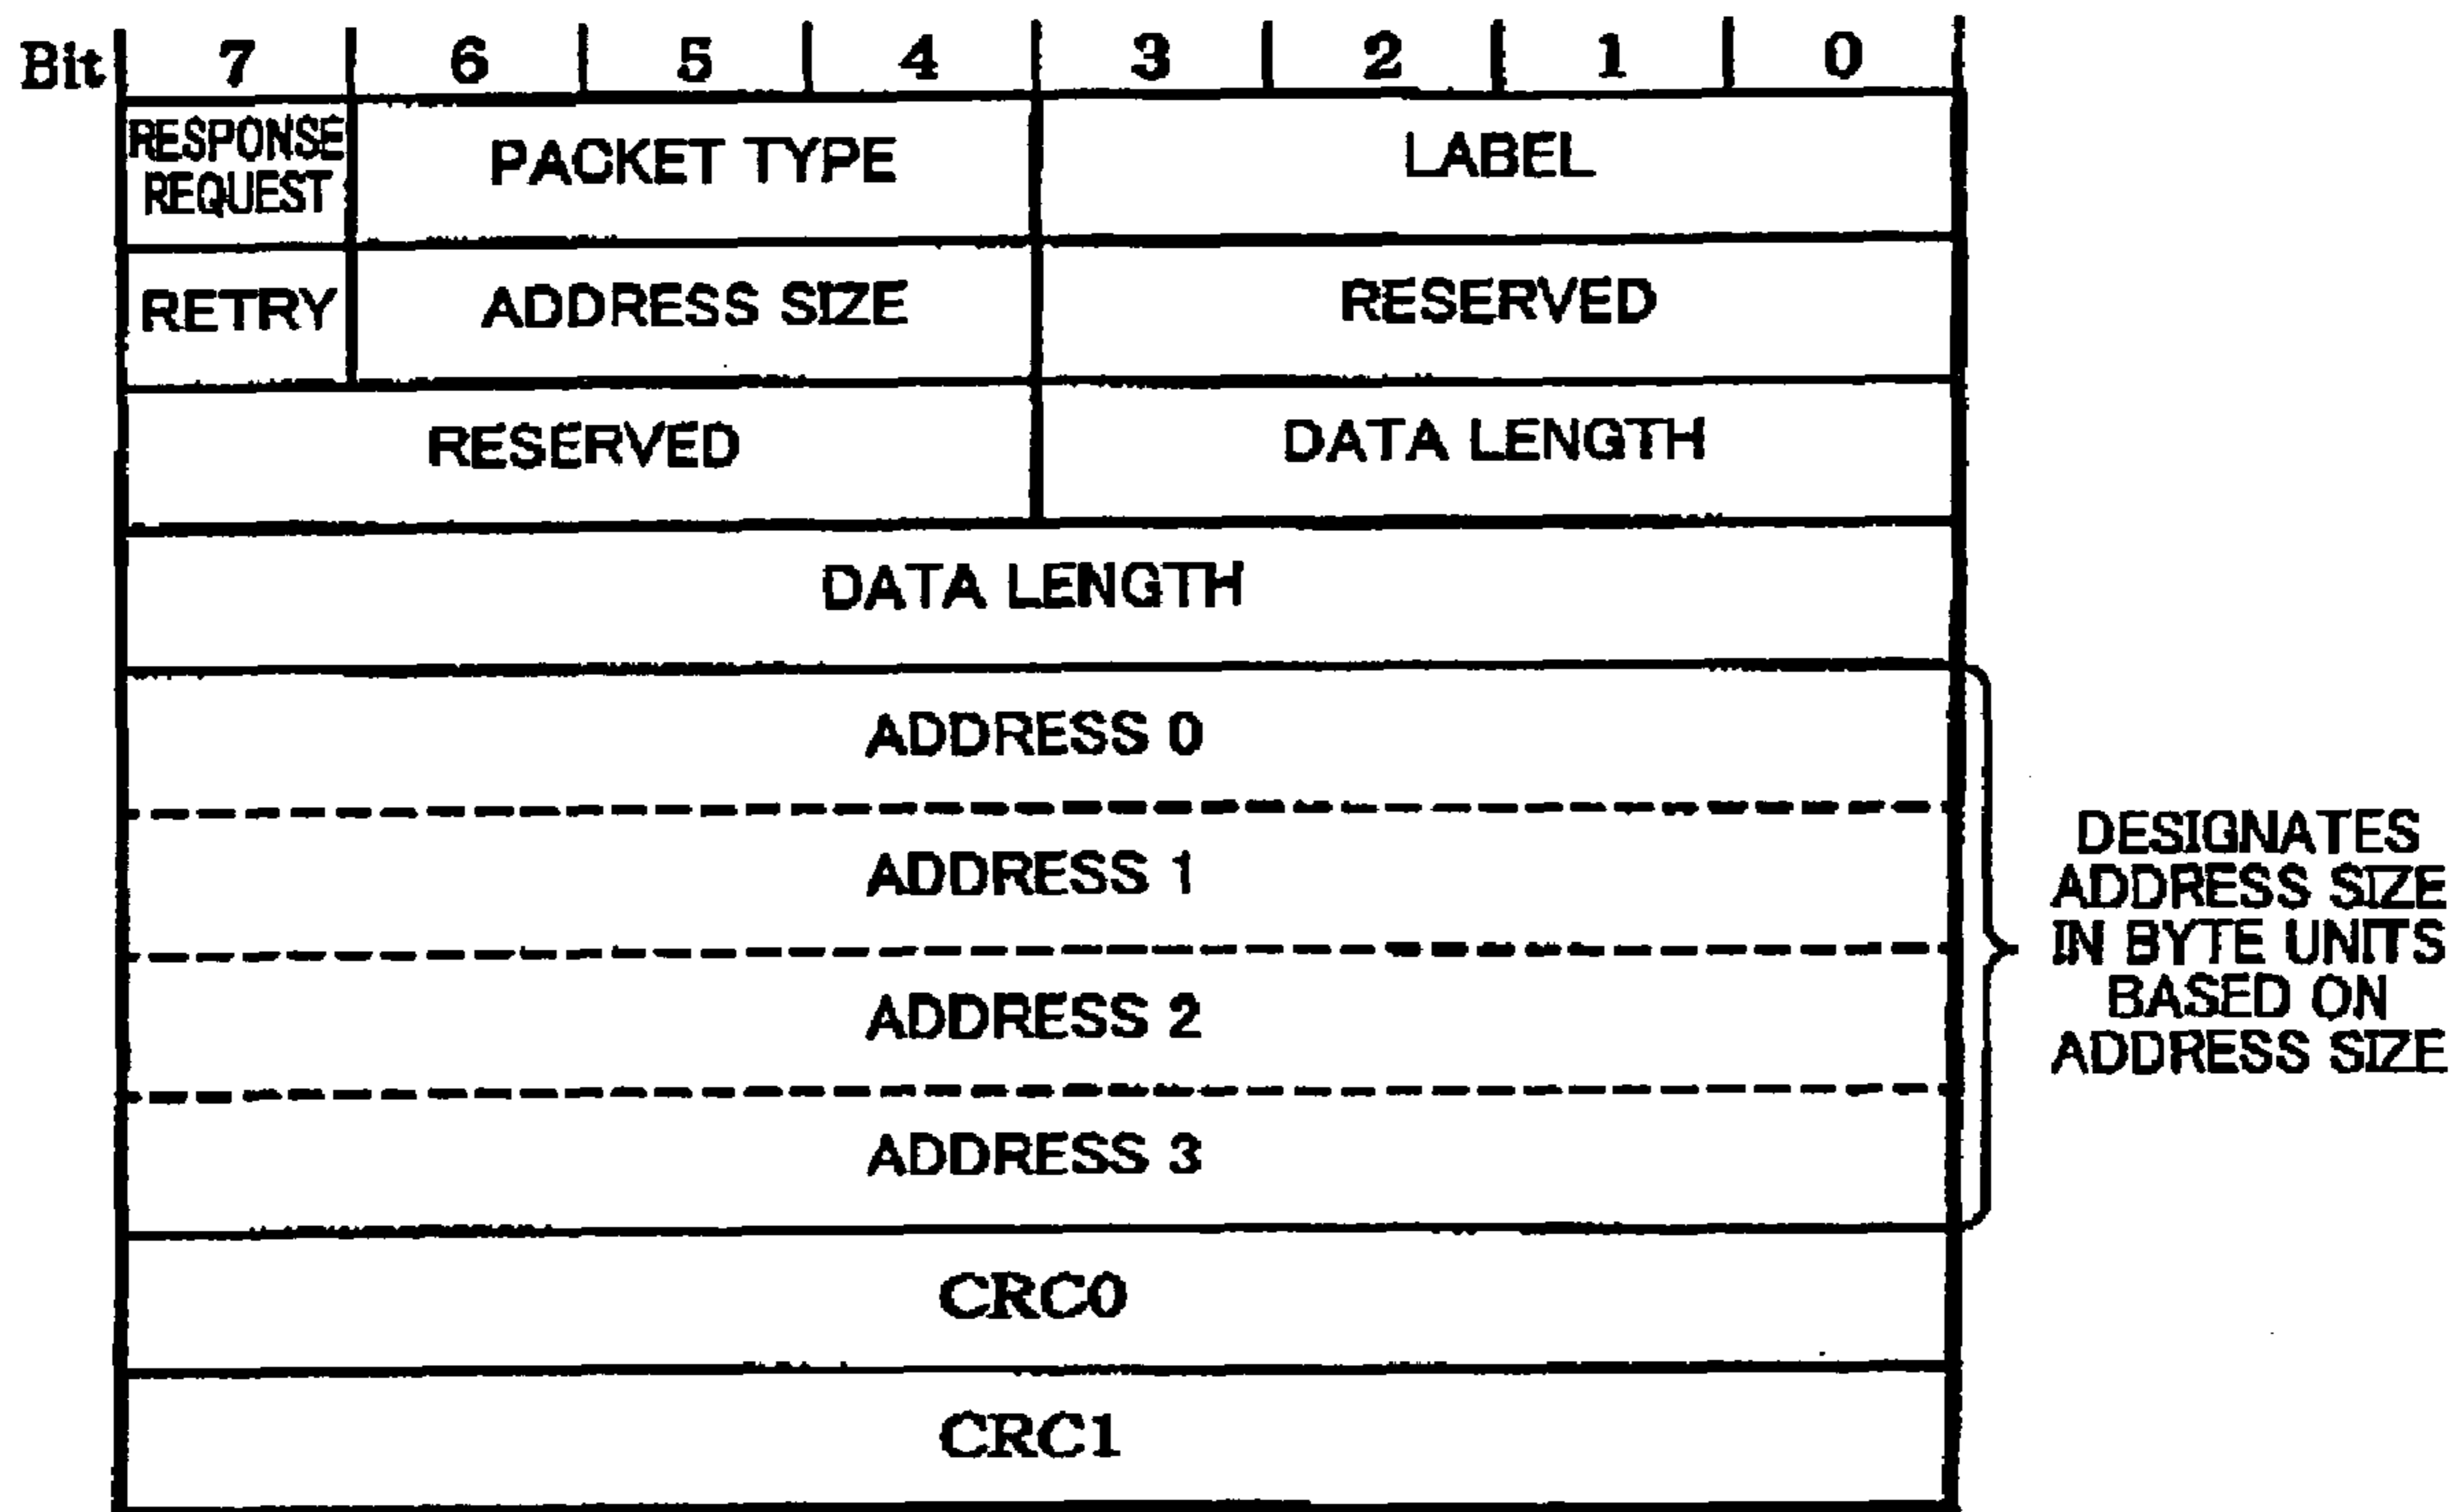 Bit 7 6 5 4 3 2 1 0
RESPONSE
REQUEST
PACKET TYPE
LABEL
RETRY
ADDRESS SIZE
RESERVED
RESERVED
DATA LENGTH
DATA LENGTH
ADDRESS 0
ADDRESS 1
ADDRESS 2
ADDRESS 3
DESIGNATES
ADDRESS SIZE
IN BYTE UNITS
BASED ON
ADDRESS SIZE
CRC0
CRC1